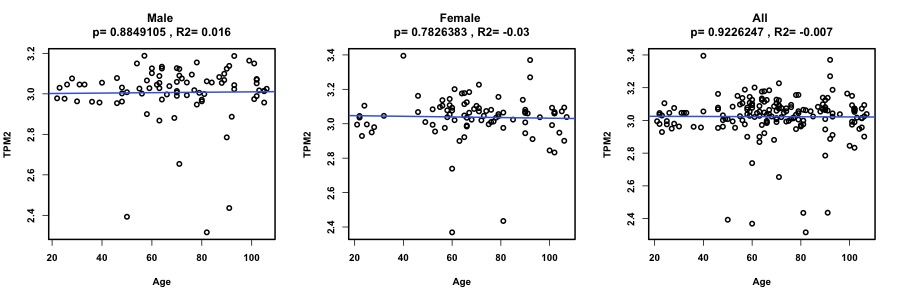 Male
p= 0.8849105 , R2= 0.016
TPM2
3.2
3.0
2.8
2.6
2.4
20 40 60 80 100
Age
Female
p= 0.7826383 , R2= -0.03
TPM2
3.4
3.2
3.0
2.8
2.6
2.4
20 40 60 80 100
Age
All
p= 0.9226247 , R2= -0.007
TPM2
3.4
3.2
3.0
2.8
2.6
2.4
20 40 60 80 100
Age